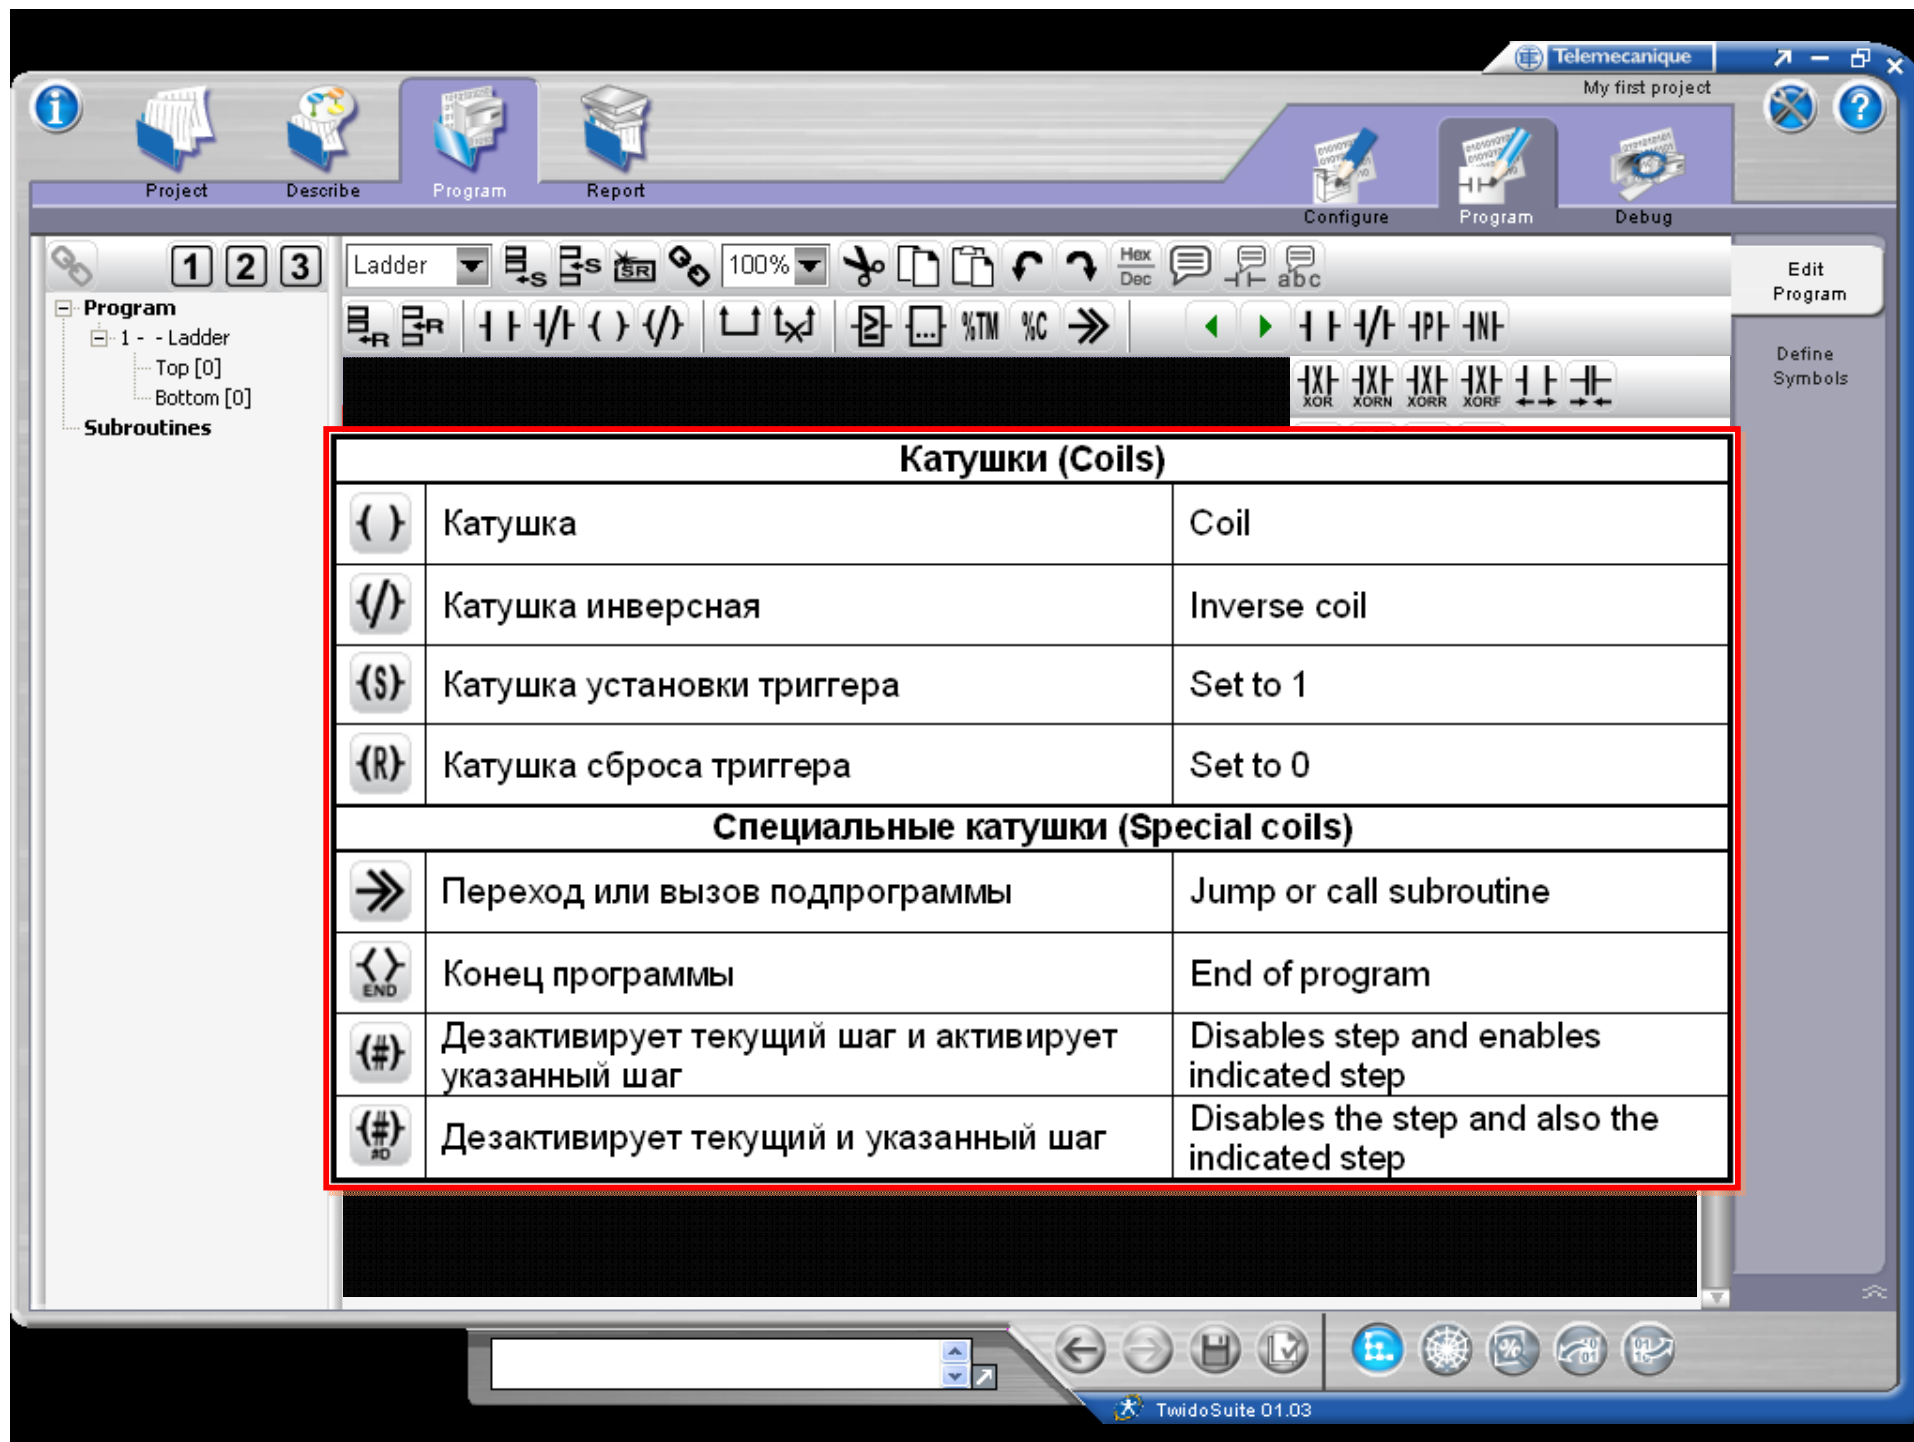 Telemecanique
My first project
Project
Describe
Program
Report
Configure
Program
Debug
1 2 3
Ladder
S
S
SR
100%
Hex
Dec
abc
Edit
Program
Program
1 - - Ladder
Top [0]
Bottom [0]
Subroutines
R
R
%TM
%C
P
N
Define
Symbols
X
XOR
X
XORN
X
XORR
X
XORF
Катушки (Coils)
( ) Катушка Coil
(/) Катушка инверсная Inverse coil
(S) Катушка установки триггера Set to 1
(R) Катушка сброса триггера Set to 0
Специальные катушки (Special coils)
Переход или вызов подпрограммы Jump or call subroutine
END
Конец программы End of program
(#)
Дезактивирует текущий шаг и активирует
указанный шаг
Disables step and enables
indicated step
(#)
#D
Дезактивирует текущий и указанный шаг
Disables the step and also the
indicated step
TwidoSuite 01.03